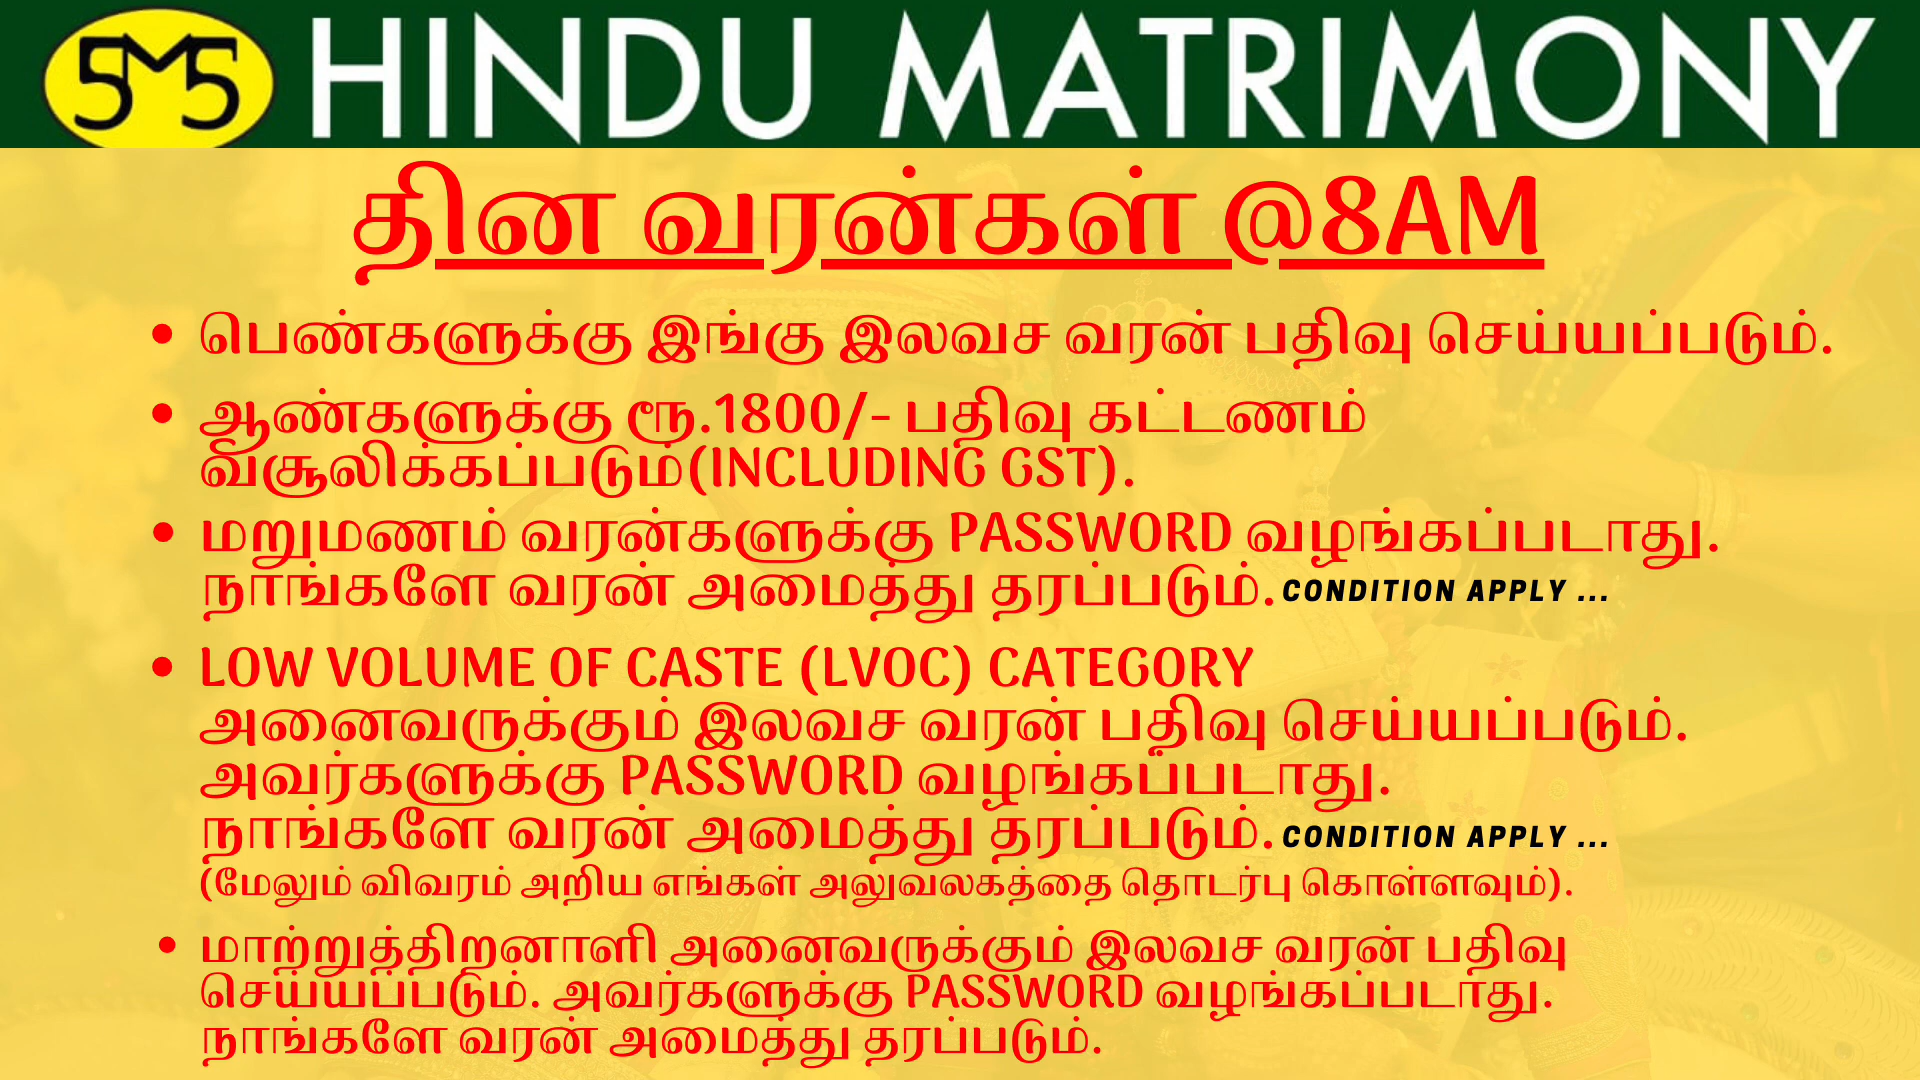 5M5 HINDU MATRIMONY
தின வரன்கள் @8AM
• பெண்களுக்கு இங்கு இலவச வரன் பதிவு செய்யப்படும்.
• ஆண்களுக்கு ரூ.1800/- பதிவு கட்டணம்
வசூலிக்கப்படும்(INCLUDING GST).
• மறுமணம் வரன்களுக்கு PASSWORD வழங்கப்படாது.
நாங்களே வரன் அமைத்து தரப்படும். CONDITION APPLY ...
• LOW VOLUME OF CASTE (LVOC) CATEGORY
அனைவருக்கும் இலவச வரன் பதிவு செய்யப்படும்.
அவர்களுக்கு PASSWORD வழங்கப்படாது.
நாங்களே வரன் அமைத்து தரப்படும். CONDITION APPLY ...
(மேலும் விவரம் அறிய எங்கள் அலுவலகத்தை தொடர்பு கொள்ளவும்).
• மாற்றுத்திறனாளி அனைவருக்கும் இலவச வரன் பதிவு
செய்யப்படும். அவர்களுக்கு PASSWORD வழங்கப்படாது.
நாங்களே வரன் அமைத்து தரப்படும்.